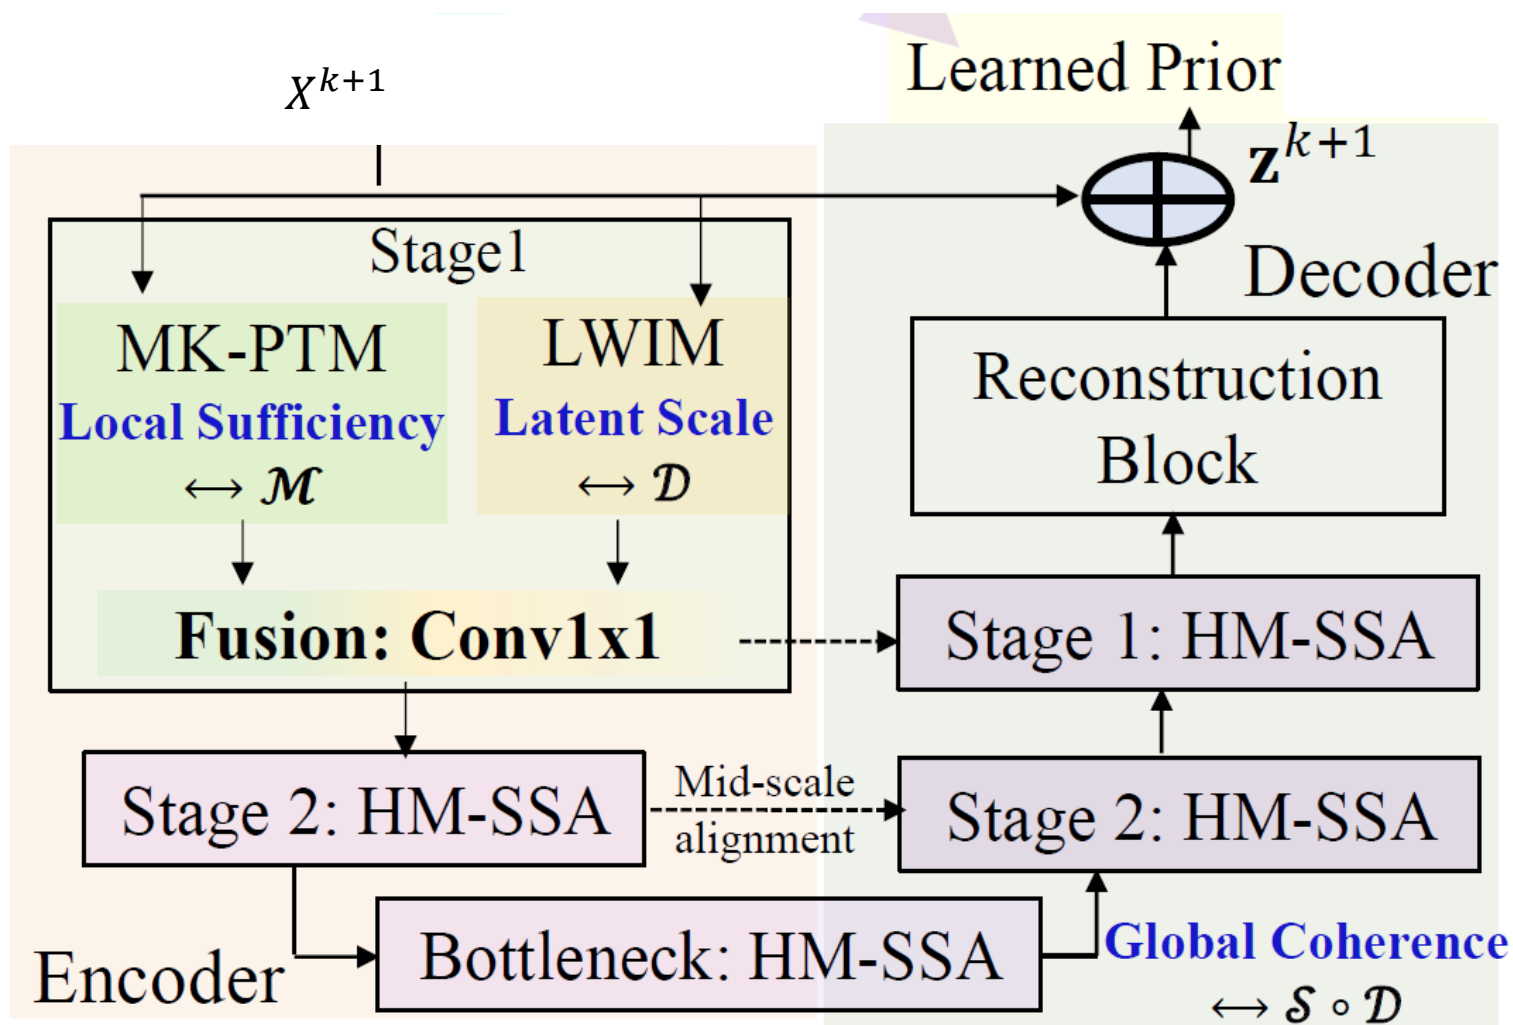 X^{k+1}
Learned Prior
z^{k+1}
Decoder
Stage1
MK-PTM
Local Sufficiency
↔ ℳ
LWIM
Latent Scale
↔ 𝒟
Fusion: Conv1x1
Reconstruction
Block
Stage 1: HM-SSA
Stage 2: HM-SSA
Mid-scale
alignment
Stage 2: HM-SSA
Encoder
Bottleneck: HM-SSA
Global Coherence
↔ 𝒮 ∘ 𝒟